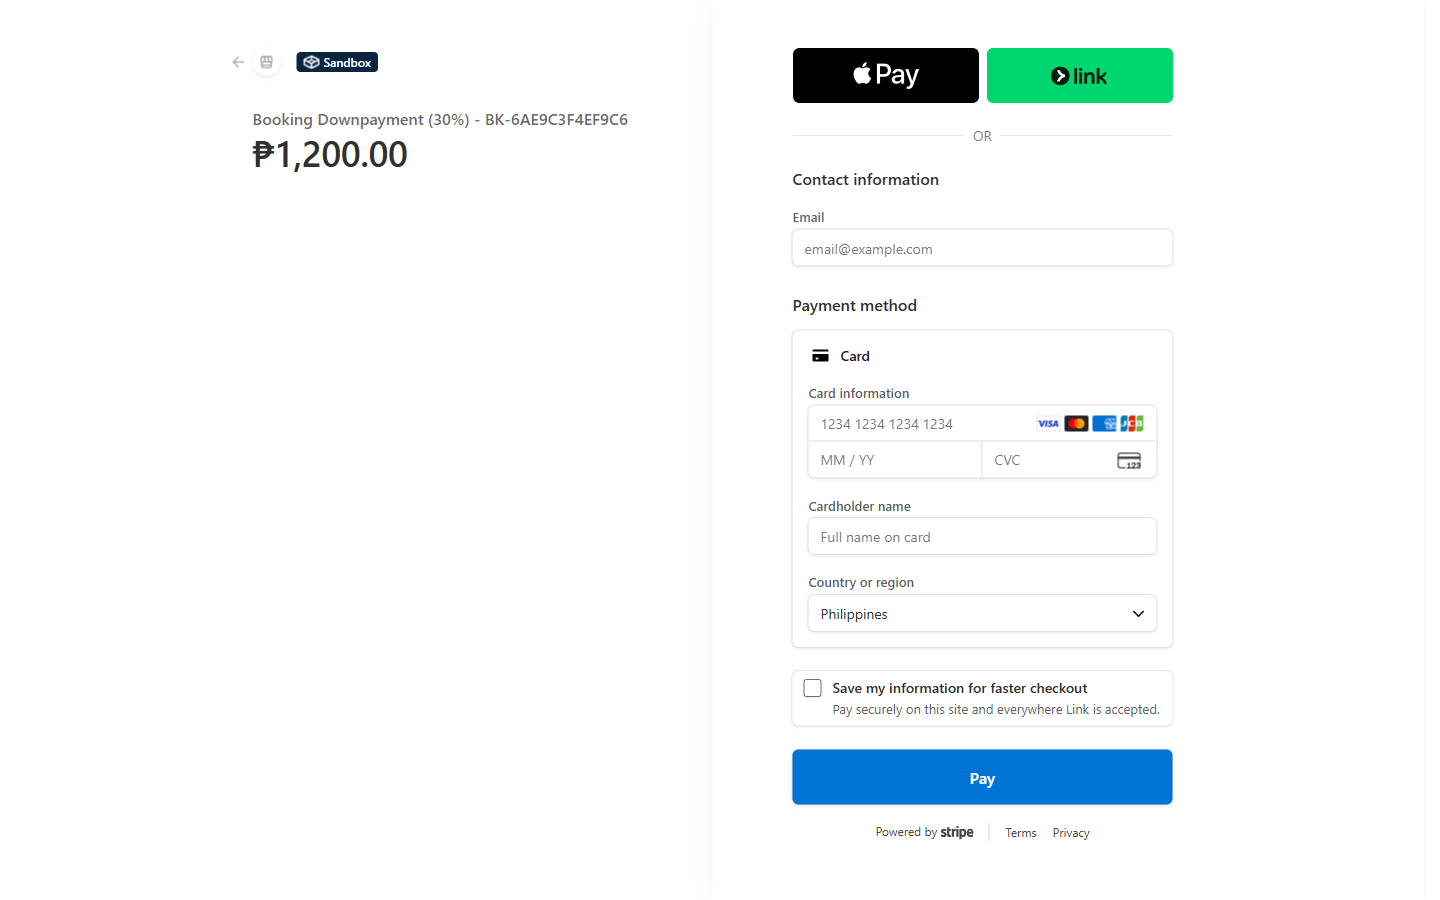 Sandbox
Booking Downpayment (30%) - BK-6AE9C3F4EF9C6
₱1,200.00
Pay
link
OR
Contact information
Email
email@example.com
Payment method
Card
Card information
1234 1234 1234 1234
VISA
JCB
MM / YY
CVC
123
Cardholder name
Full name on card
Country or region
Philippines
Save my information for faster checkout
Pay securely on this site and everywhere Link is accepted.
Pay
Powered by stripe
Terms
Privacy